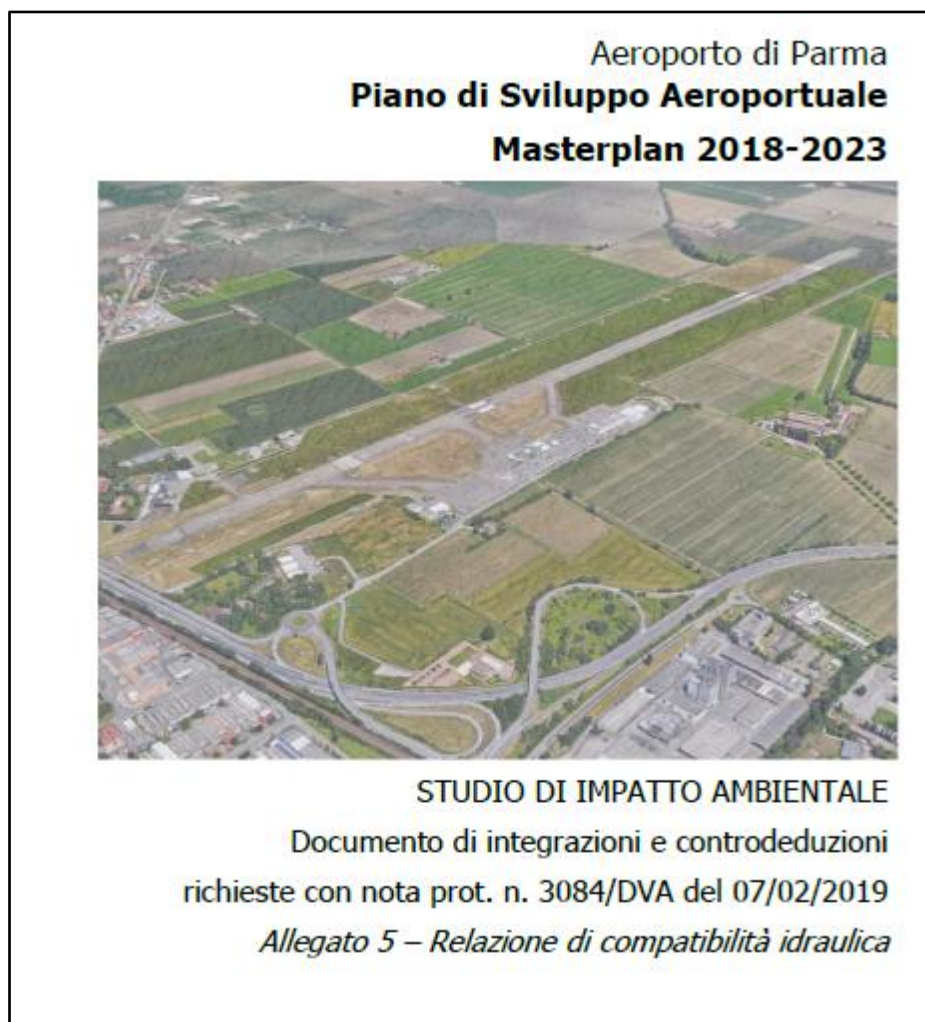 Aeroporto di Parma
Piano di Sviluppo Aeroportuale
Masterplan 2018-2023
STUDIO DI IMPATTO AMBIENTALE
Documento di integrazioni e controdeduzioni
richieste con nota prot. n. 3084/DVA del 07/02/2019
Allegato 5 – Relazione di compatibilità idraulica